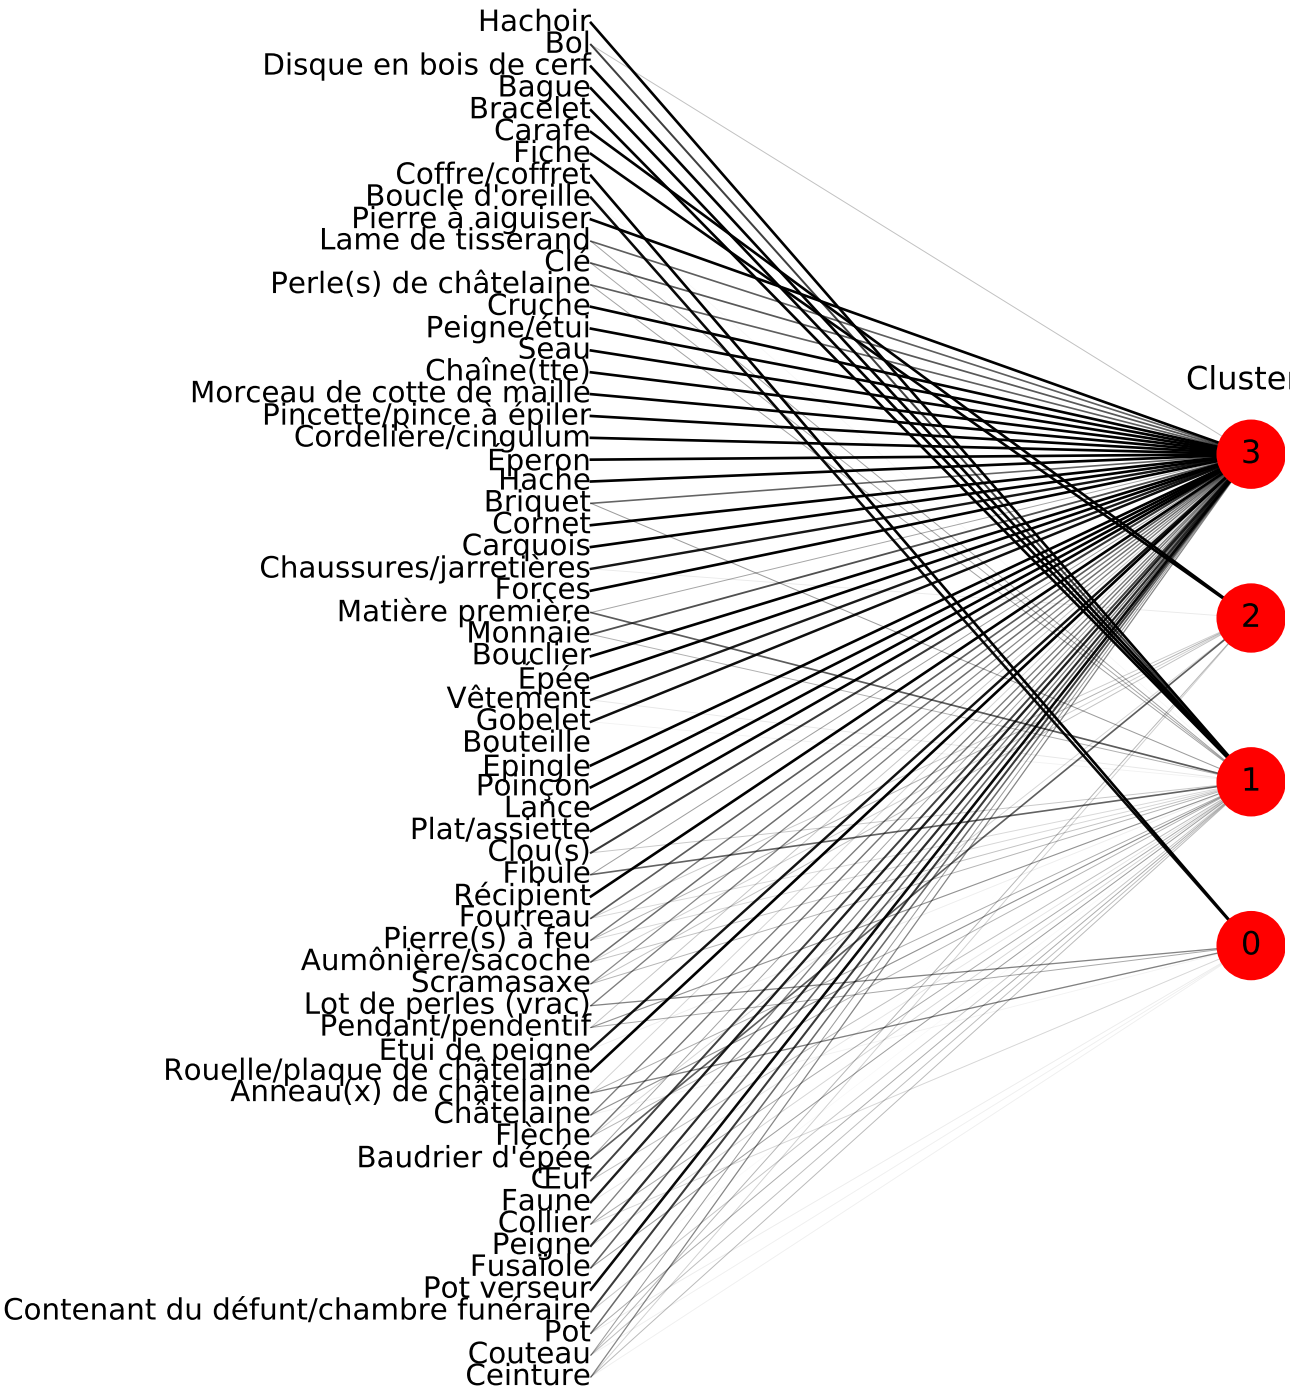 Hachoir
Bol
Disque en bois de cerf
Bague
Bracelet
Carafe
Fiche
Coffre/coffret
Boucle d'oreille
Pierre à aiguiser
Lame de tisserand
Clé
Perle(s) de châtelaine
Cruche
Peigne/étui
Seau
Chaîne(tte)
Cluster
Morceau de cotte de maille
Pincette/pince à épiler
Cordelière/cingulum
3
Éperon
Hache
Briquet
Cornet
Carquois
Chaussures/jarretières
Forces
Matière première
2
Monnaie
Bouclier
Épée
Vêtement
Gobelet
Bouteille
Épingle
1
Poinçon
Lance
Plat/assiette
Clou(s)
Fibule
Récipient
Fourreau
Pierre(s) à feu
0
Aumônière/sacoche
Scramasaxe
Lot de perles (vrac)
Pendant/pendentif
Étui de peigne
Rouelle/plaque de châtelaine
Anneau(x) de châtelaine
Châtelaine
Flèche
Baudrier d'épée
Œuf
Faune
Collier
Peigne
Fusaïole
Pot verseur
Contenant du défunt/chambre funéraire
Pot
Couteau
Ceinture